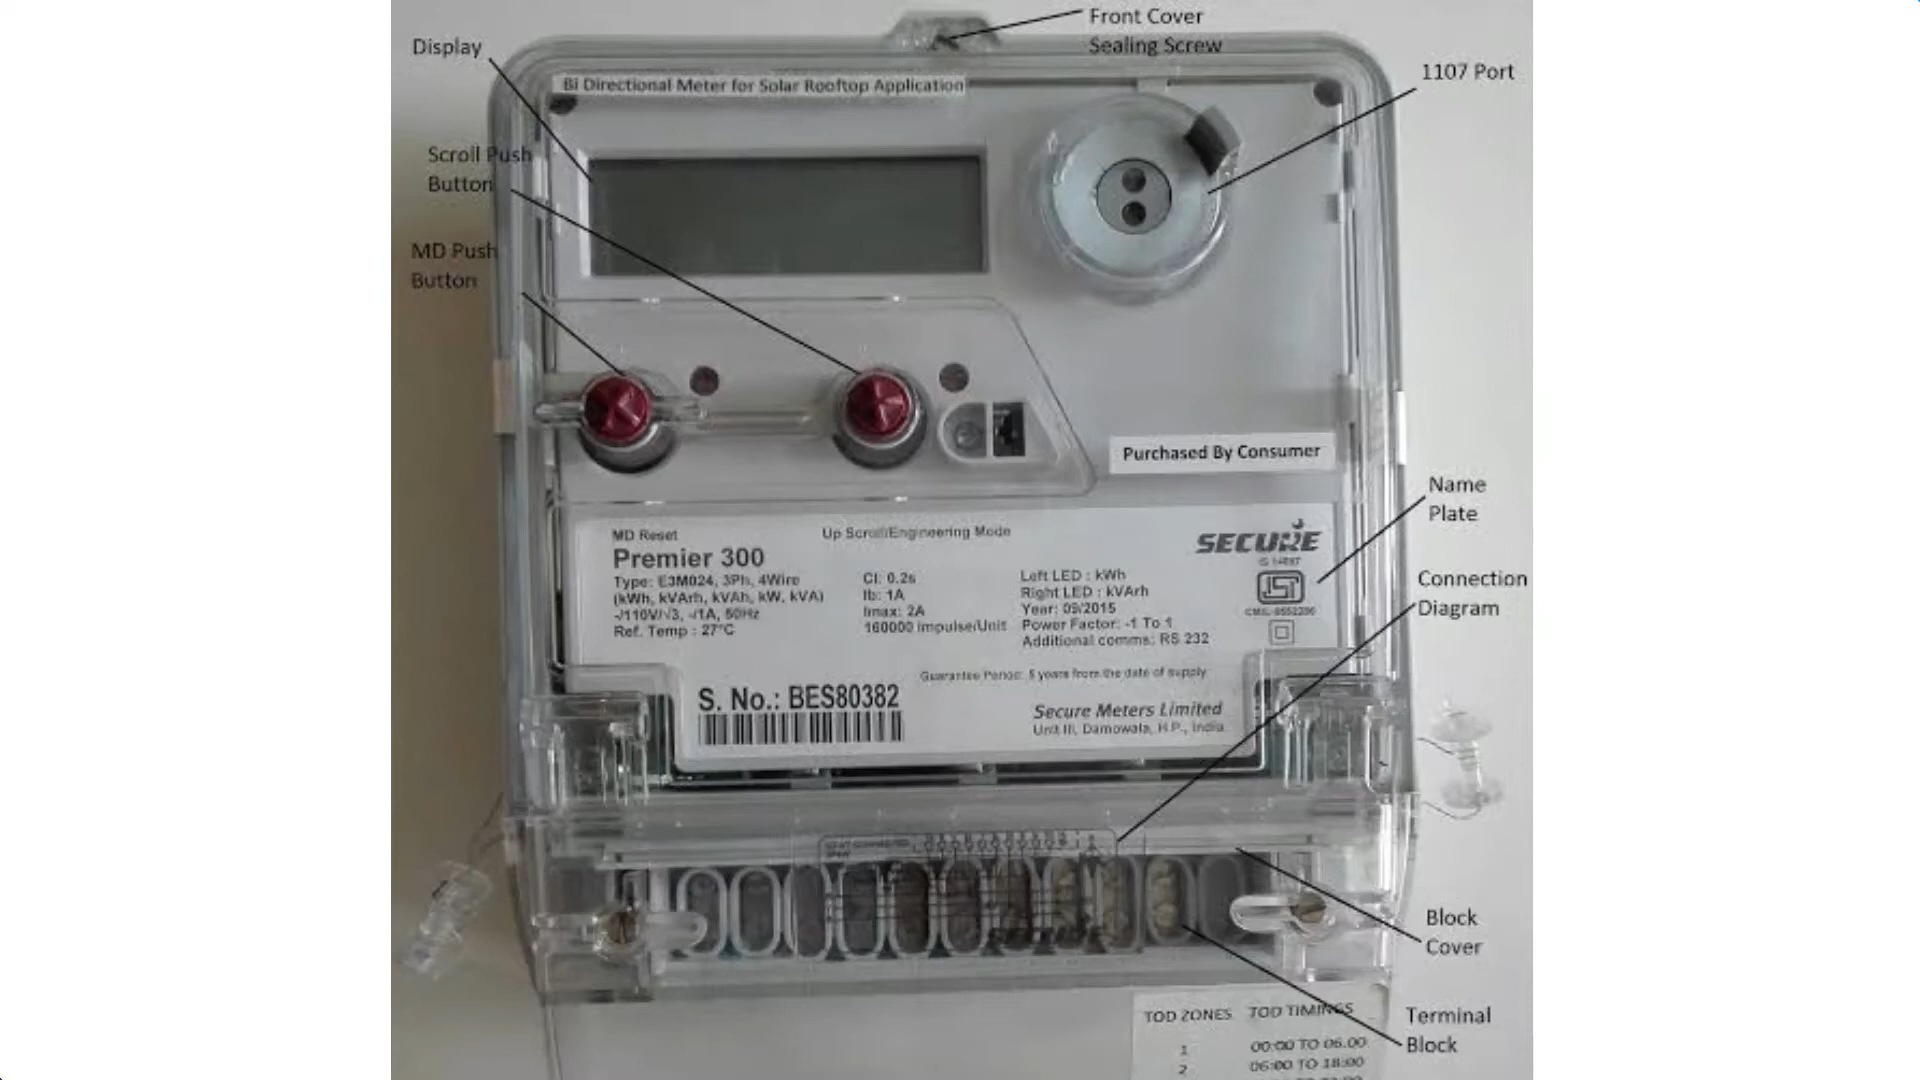 Front Cover
Sealing Screw
Display
1107 Port
Bi Directional Meter for Solar Rooftop Application
Scroll Push
Button
MD Push
Button
Purchased By Consumer
Name
Plate
MD Reset
Up Scroll/Engineering Mode
SECURE
Premier 300
Type: E3M024, 3Ph, 4Wire
(kWh, kVArh, kVAh, kW, kVA)
-/110V/√3, -/1A, 50Hz
Ref. Temp : 27°C
Cl: 0.2s
Ib: 1A
Imax: 2A
160000 Impulse/Unit
Left LED : kWh
Right LED : kVArh
Year: 09/2015
Power Factor: -1 To 1
Additional comms: RS 232
Connection
Diagram
Guarantee Period: 5 years from the date of supply
S. No.: BES80382
Secure Meters Limited
Unit III, Damowala, H.P., India
SECURE
Block
Cover
Terminal
Block
TOD ZONES TOD TIMINGS
1 00:00 TO 06.00
2 06:00 TO 18:00